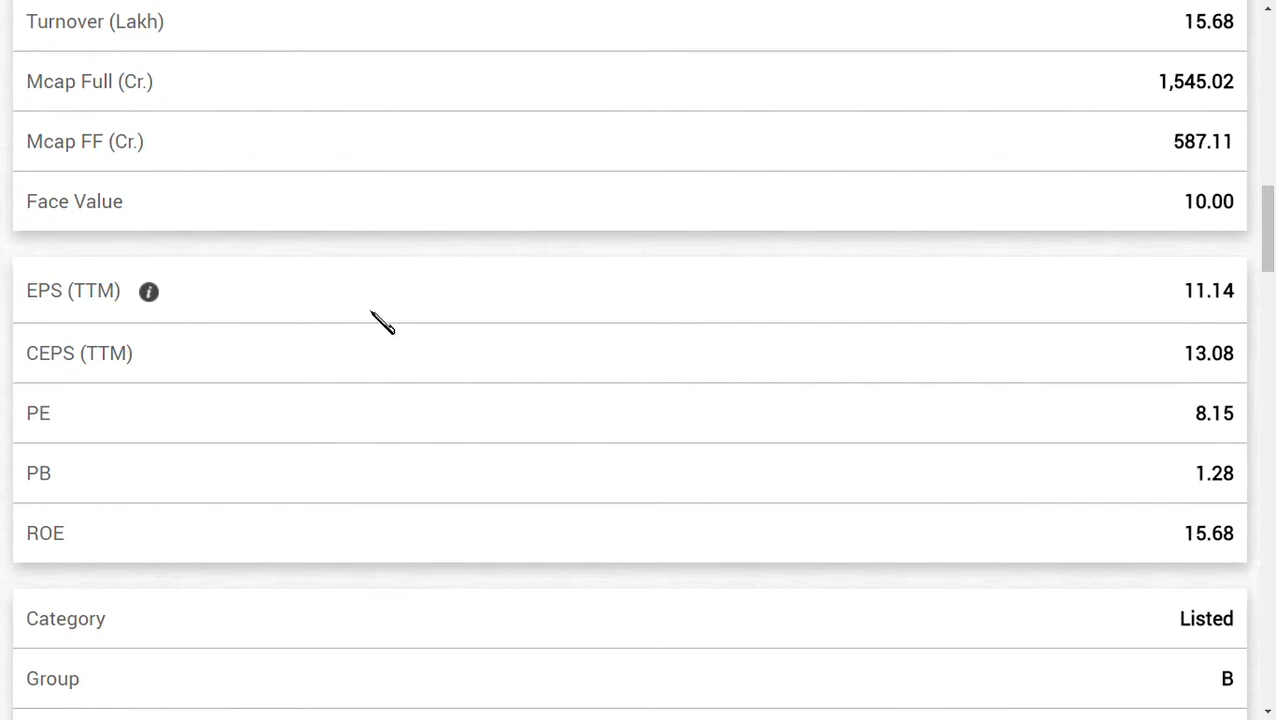 Turnover (Lakh) 15.68
Mcap Full (Cr.) 1,545.02
Mcap FF (Cr.) 587.11
Face Value 10.00
EPS (TTM) i 11.14
CEPS (TTM) 13.08
PE 8.15
PB 1.28
ROE 15.68
Category Listed
Group B